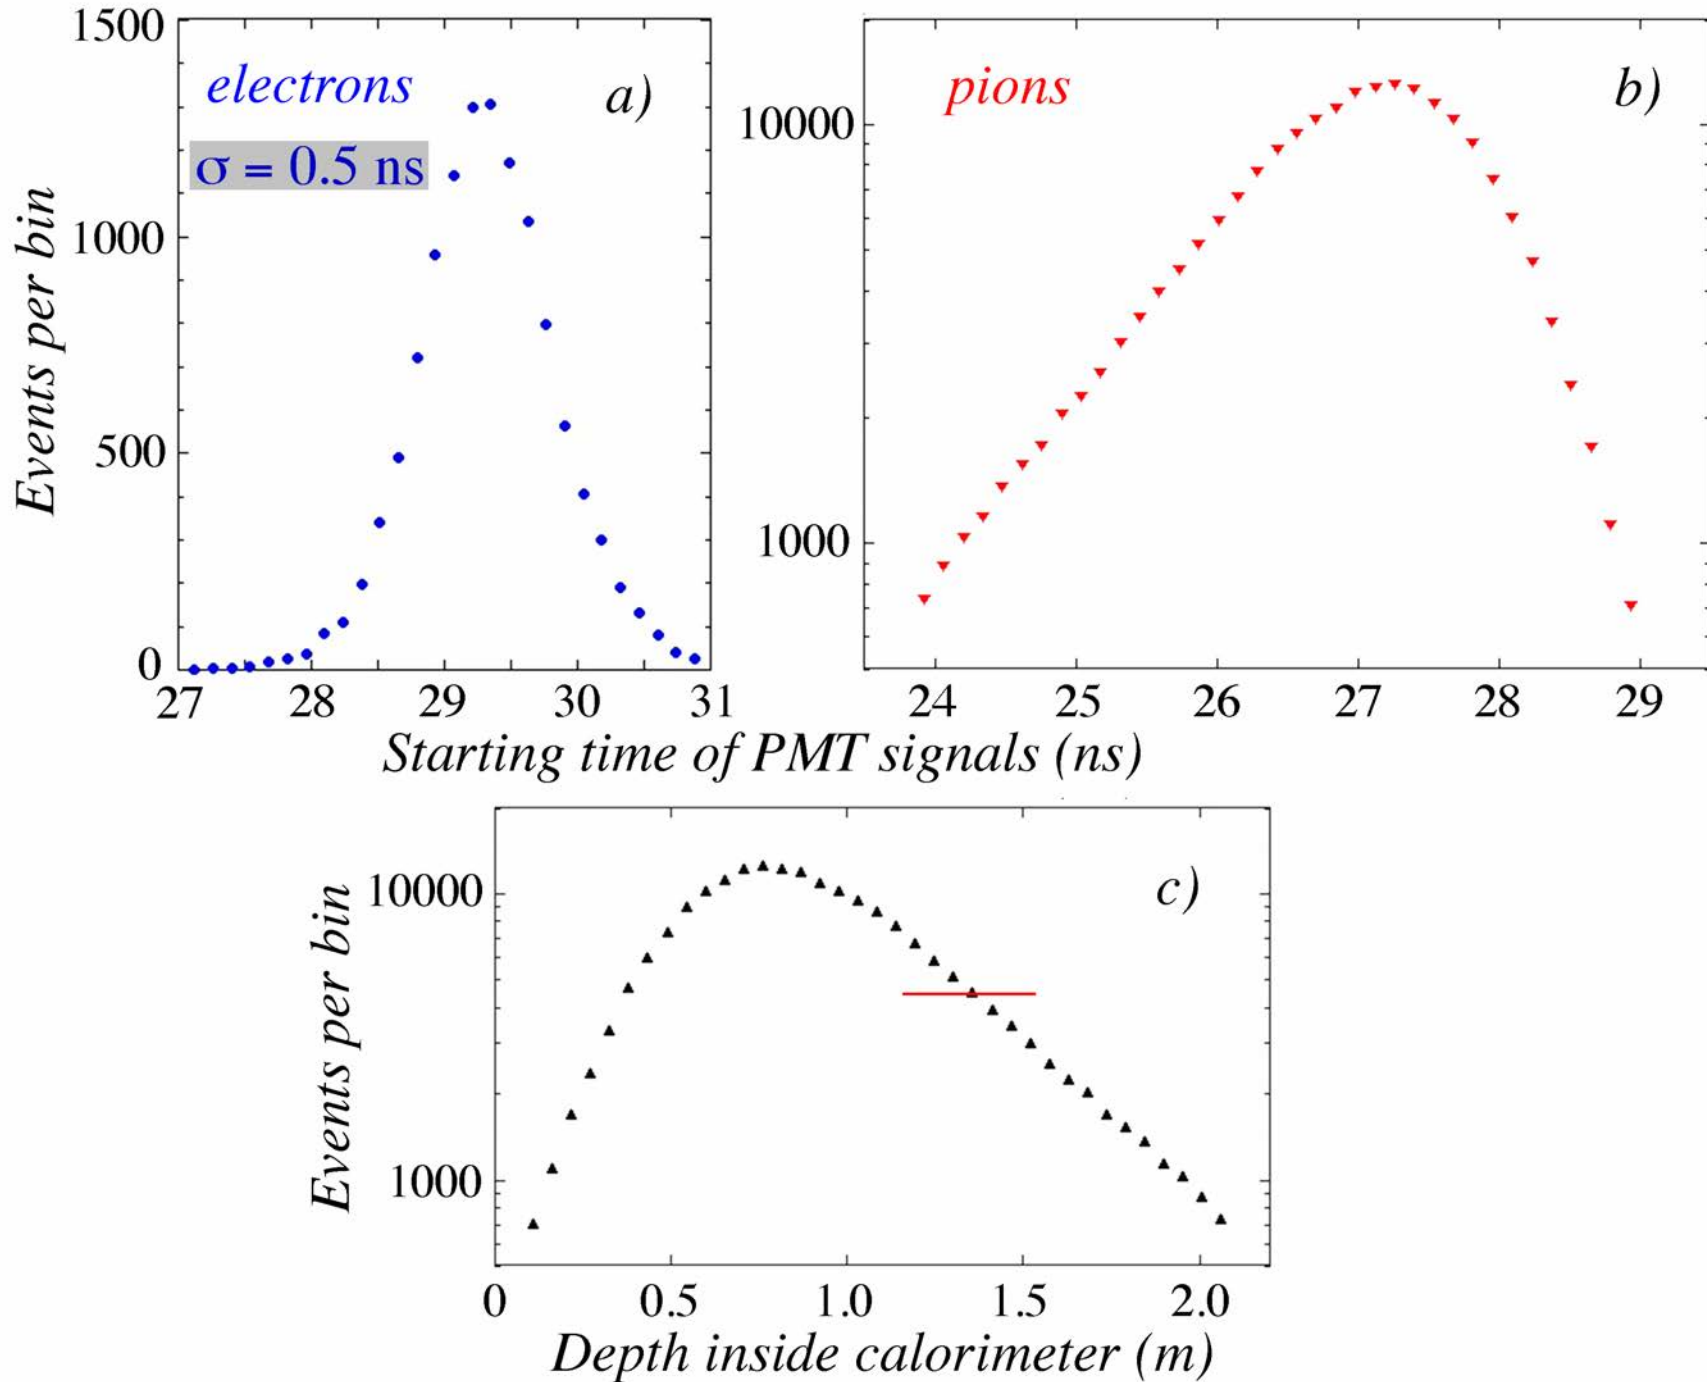 electrons
a)
σ = 0.5 ns
Events per bin
1500
1000
500
0
27 28 29 30 31
pions
b)
10000
1000
24 25 26 27 28 29
Starting time of PMT signals (ns)
c)
Events per bin
10000
1000
0 0.5 1.0 1.5 2.0
Depth inside calorimeter (m)